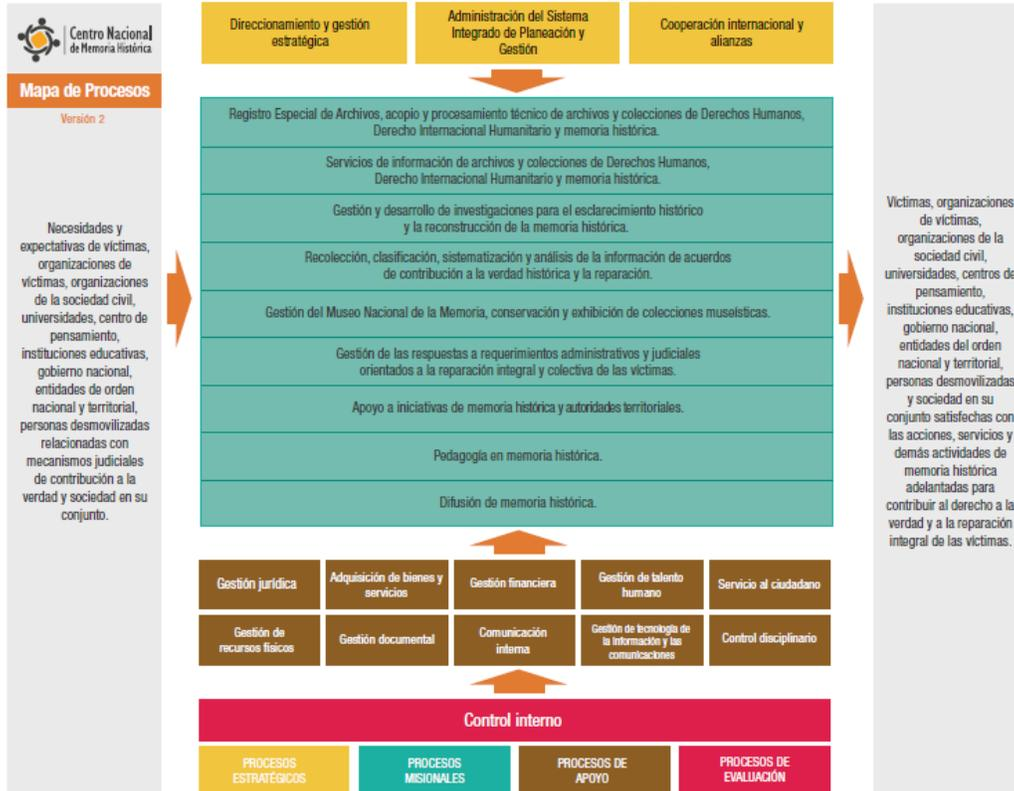 Centro Nacional
de Memoria Histórica
Mapa de Procesos
Versión 2
Necesidades y
expectativas de víctimas,
organizaciones de
víctimas, organizaciones
de la sociedad civil,
universidades, centro de
pensamiento,
instituciones educativas,
gobierno nacional,
entidades de orden
nacional y territorial,
personas desmovilizadas
relacionadas con
mecanismos judiciales
de contribución a la
verdad y sociedad en su
conjunto.
Direccionamiento y gestión
estratégica
Administración del Sistema
Integrado de Planeación y
Gestión
Cooperación internacional y
alianzas
Registro Especial de Archivos, acopio y procesamiento técnico de archivos y colecciones de Derechos Humanos,
Derecho Internacional Humanitario y memoria histórica.
Servicios de información de archivos y colecciones de Derechos Humanos,
Derecho Internacional Humanitario y memoria histórica.
Gestión y desarrollo de investigaciones para el esclarecimiento histórico
y la reconstrucción de la memoria histórica.
Recolección, clasificación, sistematización y análisis de la información de acuerdos
de contribución a la verdad histórica y la reparación.
Gestión del Museo Nacional de la Memoria, conservación y exhibición de colecciones museísticas.
Gestión de las respuestas a requerimientos administrativos y judiciales
orientados a la reparación integral y colectiva de las víctimas.
Apoyo a iniciativas de memoria histórica y autoridades territoriales.
Pedagogía en memoria histórica.
Difusión de memoria histórica.
Gestión jurídica
Adquisición de bienes y
servicios
Gestión financiera
Gestión de talento
humano
Servicio al ciudadano
Gestión de
recursos físicos
Gestión documental
Comunicación
interna
Gestión de tecnología de
la información y las
comunicaciones
Control disciplinario
Control interno
PROCESOS
ESTRATÉGICOS
PROCESOS
MISIONALES
PROCESOS DE
APOYO
PROCESOS DE
EVALUACIÓN
Víctimas, organizaciones
de víctimas,
organizaciones de la
sociedad civil,
universidades, centros de
pensamiento,
instituciones educativas,
gobierno nacional,
entidades del orden
nacional y territorial,
personas desmovilizadas
y sociedad en su
conjunto satisfechas con
las acciones, servicios y
demás actividades de
memoria histórica
adelantadas para
contribuir al derecho a la
verdad y a la reparación
integral de las víctimas.